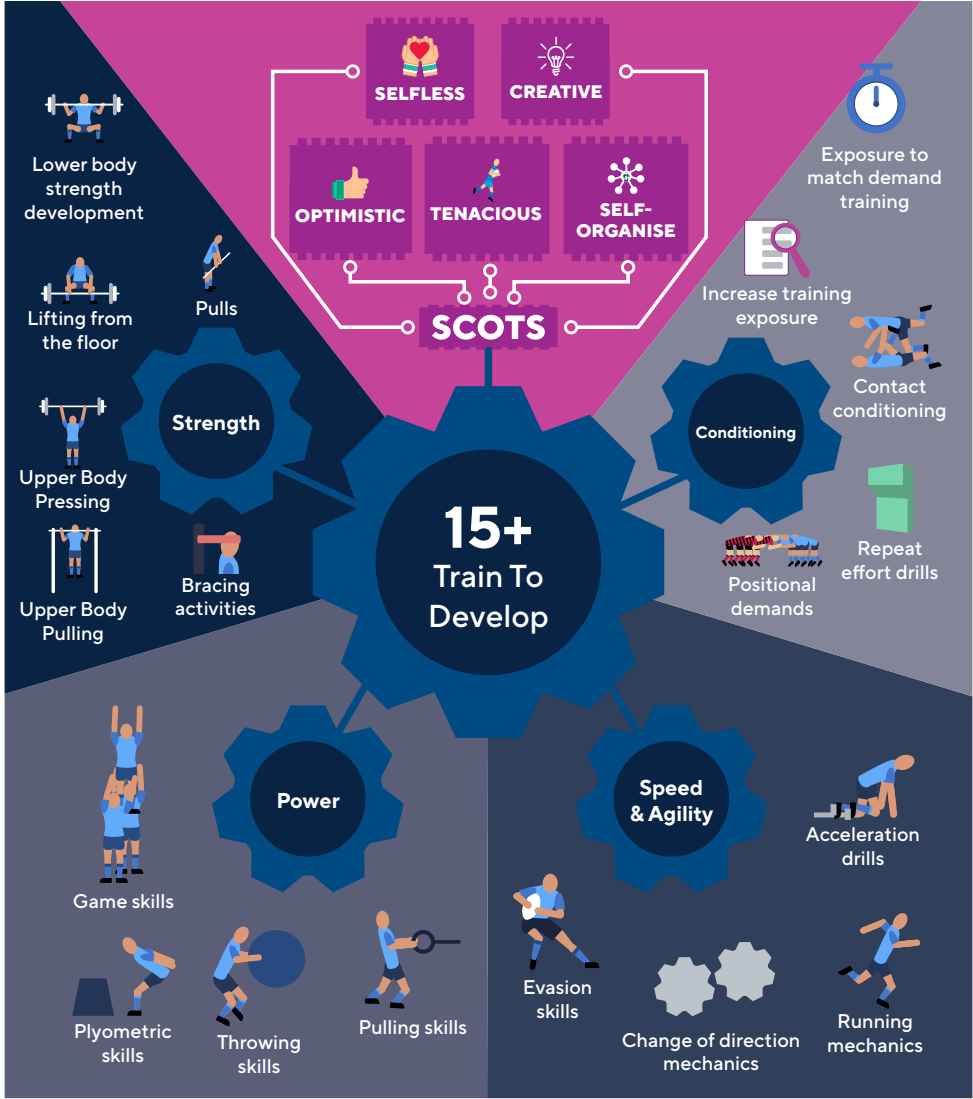 SELFLESS
CREATIVE
OPTIMISTIC
TENACIOUS
SELF-
ORGANISE
SCOTS
Lower body
strength
development
Lifting from
the floor
Pulls
Strength
Upper Body
Pressing
Upper Body
Pulling
Bracing
activities
15+
Train To
Develop
Exposure to
match demand
training
Increase training
exposure
Contact
conditioning
Conditioning
Repeat
effort drills
Positional
demands
Power
Game skills
Plyometric
skills
Throwing
skills
Pulling skills
Speed
& Agility
Acceleration
drills
Evasion
skills
Change of direction
mechanics
Running
mechanics